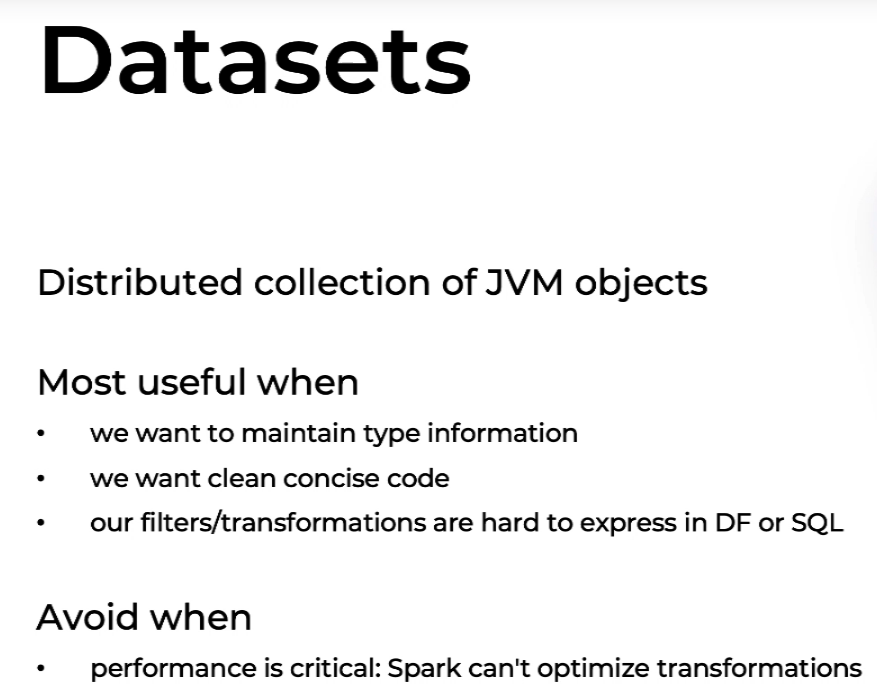 Datasets
Distributed collection of JVM objects
Most useful when
• we want to maintain type information
• we want clean concise code
• our filters/transformations are hard to express in DF or SQL
Avoid when
• performance is critical: Spark can't optimize transformations